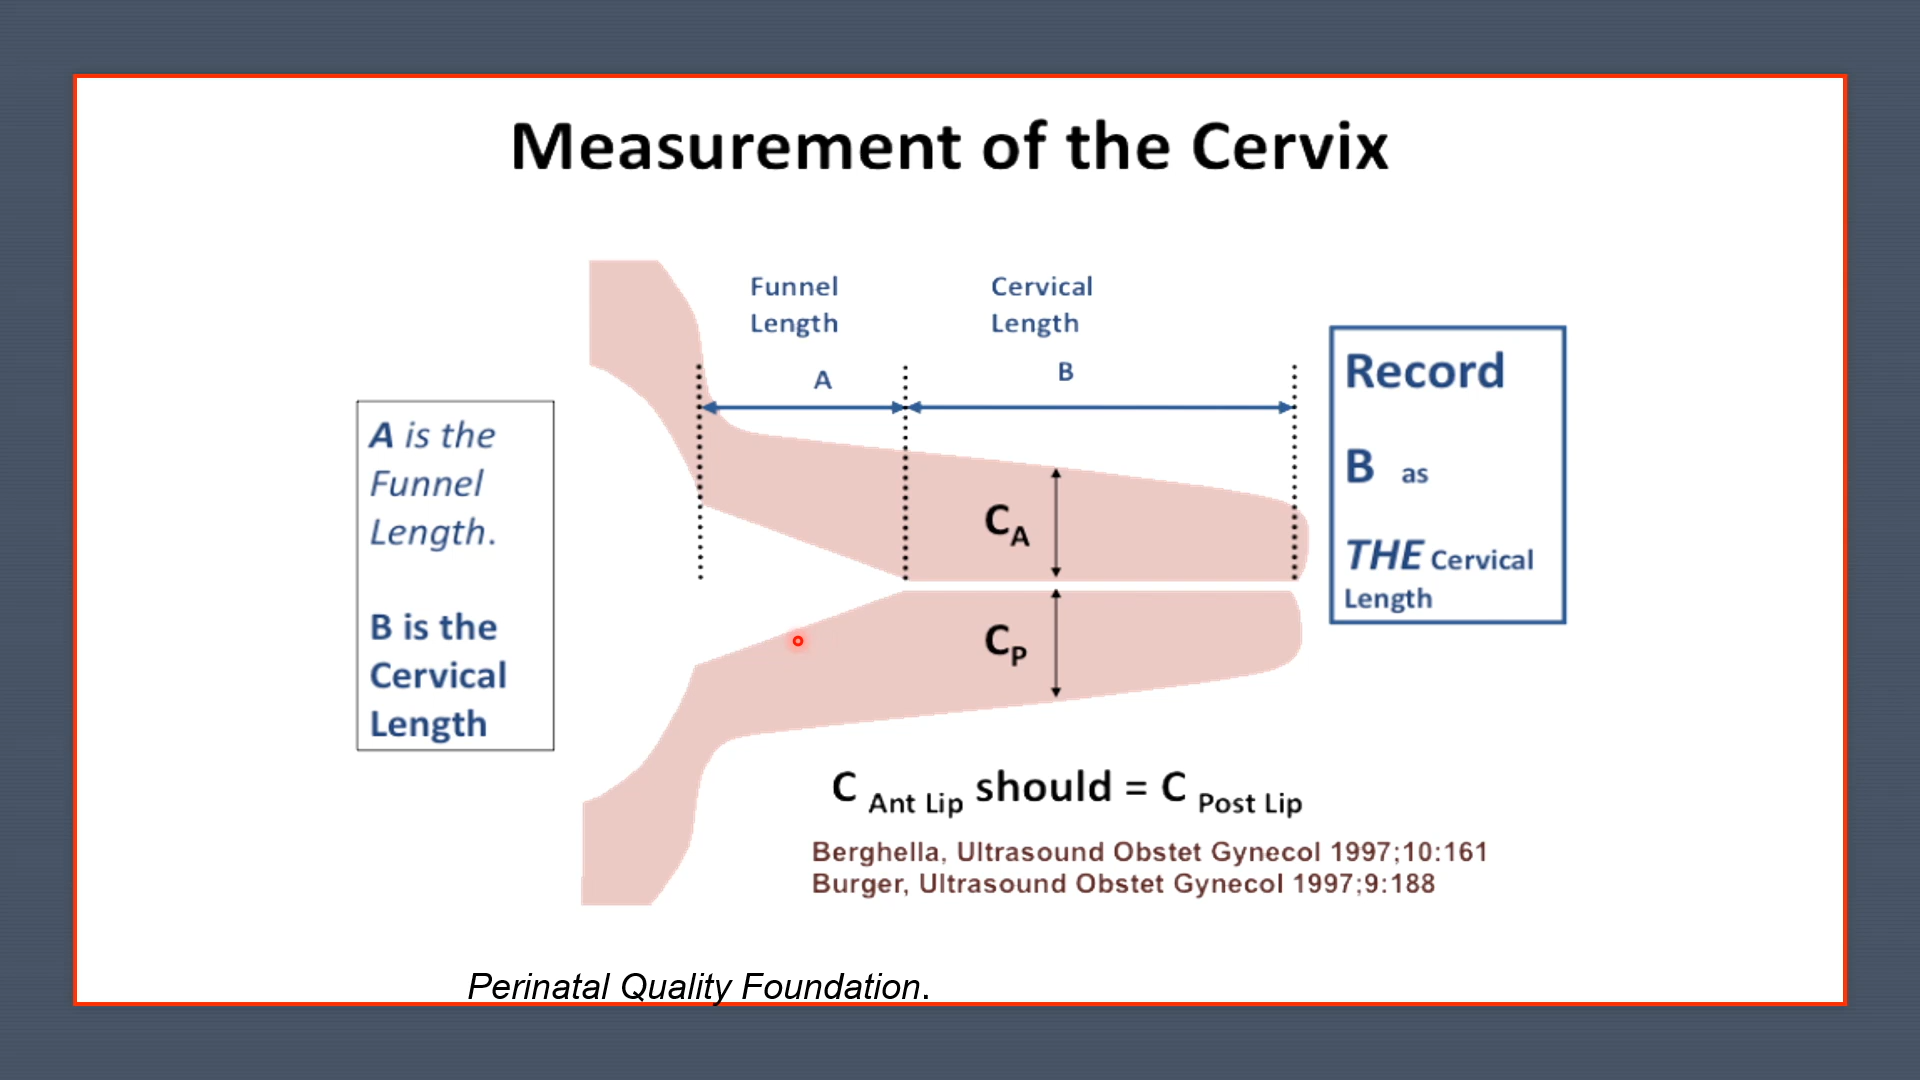 Measurement of the Cervix
Funnel
Length
A
Cervical
Length
B
A is the
Funnel
Length.
B is the
Cervical
Length
Record
B as
THE Cervical
Length
CA
CP
C Ant Lip should = C Post Lip
Berghella, Ultrasound Obstet Gynecol 1997;10:161
Burger, Ultrasound Obstet Gynecol 1997;9:188
Perinatal Quality Foundation.